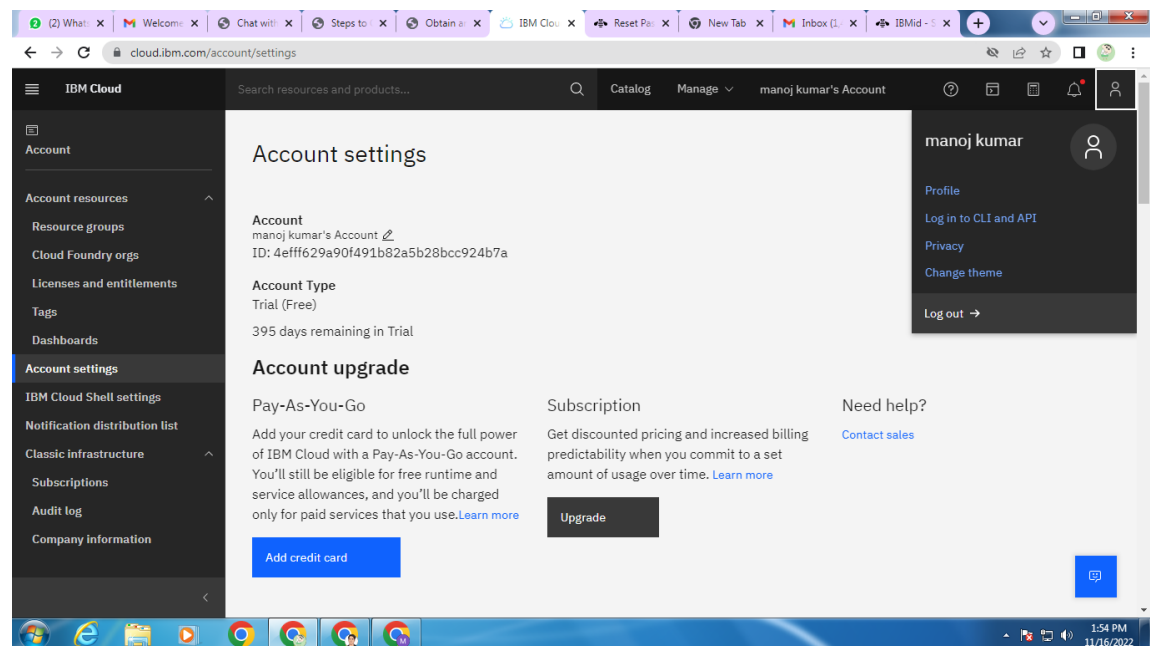 (2) Whats
Welcome
Chat with
Steps to
Obtain a
IBM Clou
Reset Pas
New Tab
Inbox (1
IBMid - S
cloud.ibm.com/account/settings
IBM Cloud
Search resources and products...
Catalog
Manage
manoj kumar's Account
Account
Account resources
Resource groups
Cloud Foundry orgs
Licenses and entitlements
Tags
Dashboards
Account settings
IBM Cloud Shell settings
Notification distribution list
Classic infrastructure
Subscriptions
Audit log
Company information
Account settings
Account
manoj kumar's Account
ID: 4efff629a90f491b82a5b28bcc924b7a
Account Type
Trial (Free)
395 days remaining in Trial
Account upgrade
Pay-As-You-Go
Add your credit card to unlock the full power
of IBM Cloud with a Pay-As-You-Go account.
You'll still be eligible for free runtime and
service allowances, and you'll be charged
only for paid services that you use.Learn more
Add credit card
Subscription
Get discounted pricing and increased billing
predictability when you commit to a set
amount of usage over time. Learn more
Upgrade
Need help?
Contact sales
manoj kumar
Profile
Log in to CLI and API
Privacy
Change theme
Log out
1:54 PM
11/16/2022